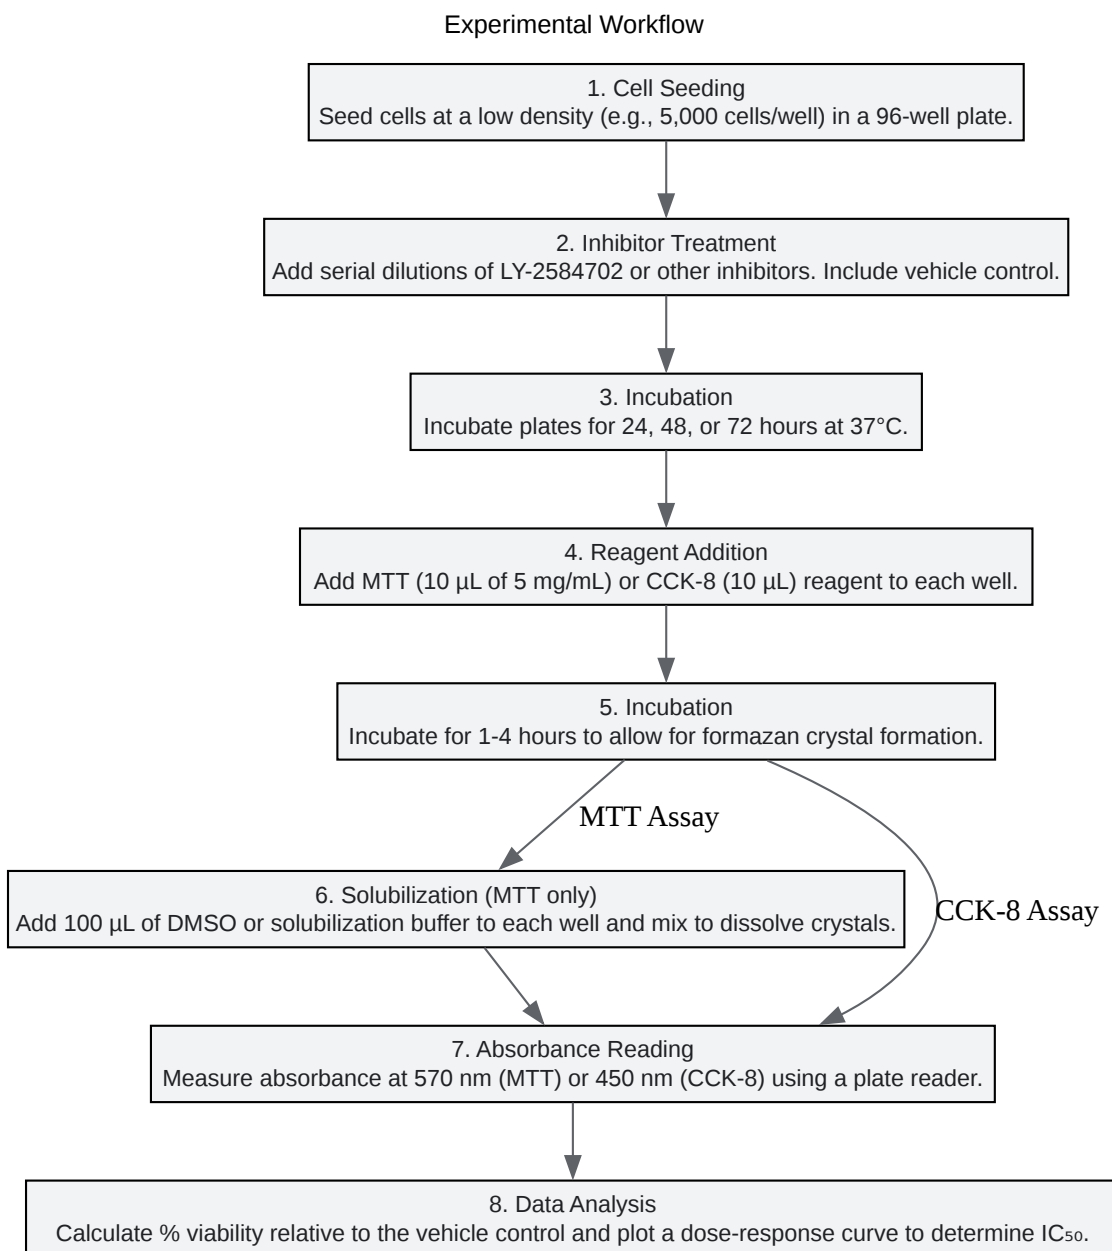 Experimental Workflow
1. Cell Seeding
Seed cells at a low density (e.g., 5,000 cells/well) in a 96-well plate.
2. Inhibitor Treatment
Add serial dilutions of LY-2584702 or other inhibitors. Include vehicle control.
3. Incubation
Incubate plates for 24, 48, or 72 hours at 37°C.
4. Reagent Addition
Add MTT (10 µL of 5 mg/mL) or CCK-8 (10 µL) reagent to each well.
5. Incubation
Incubate for 1-4 hours to allow for formazan crystal formation.
MTT Assay
6. Solubilization (MTT only)
Add 100 µL of DMSO or solubilization buffer to each well and mix to dissolve crystals.
CCK-8 Assay
7. Absorbance Reading
Measure absorbance at 570 nm (MTT) or 450 nm (CCK-8) using a plate reader.
8. Data Analysis
Calculate % viability relative to the vehicle control and plot a dose-response curve to determine IC₅₀.